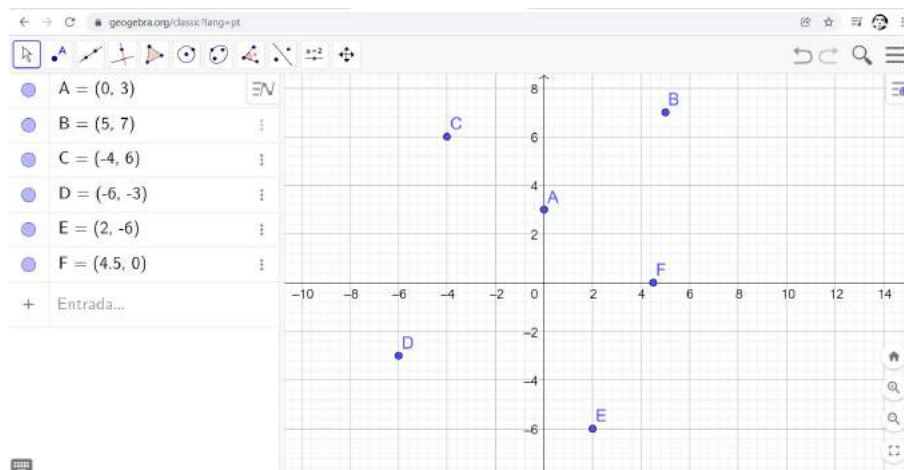 geogebra.org/classic?lang=pt
A
a=2
A = (0, 3)
B = (5, 7)
C = (-4, 6)
D = (-6, -3)
E = (2, -6)
F = (4.5, 0)
+ Entrada...
8
B
C
6
4
A
2
F
-10 -8 -6 -4 -2 0 2 4 6 8 10 12 14
-2
D
-4
E
-6